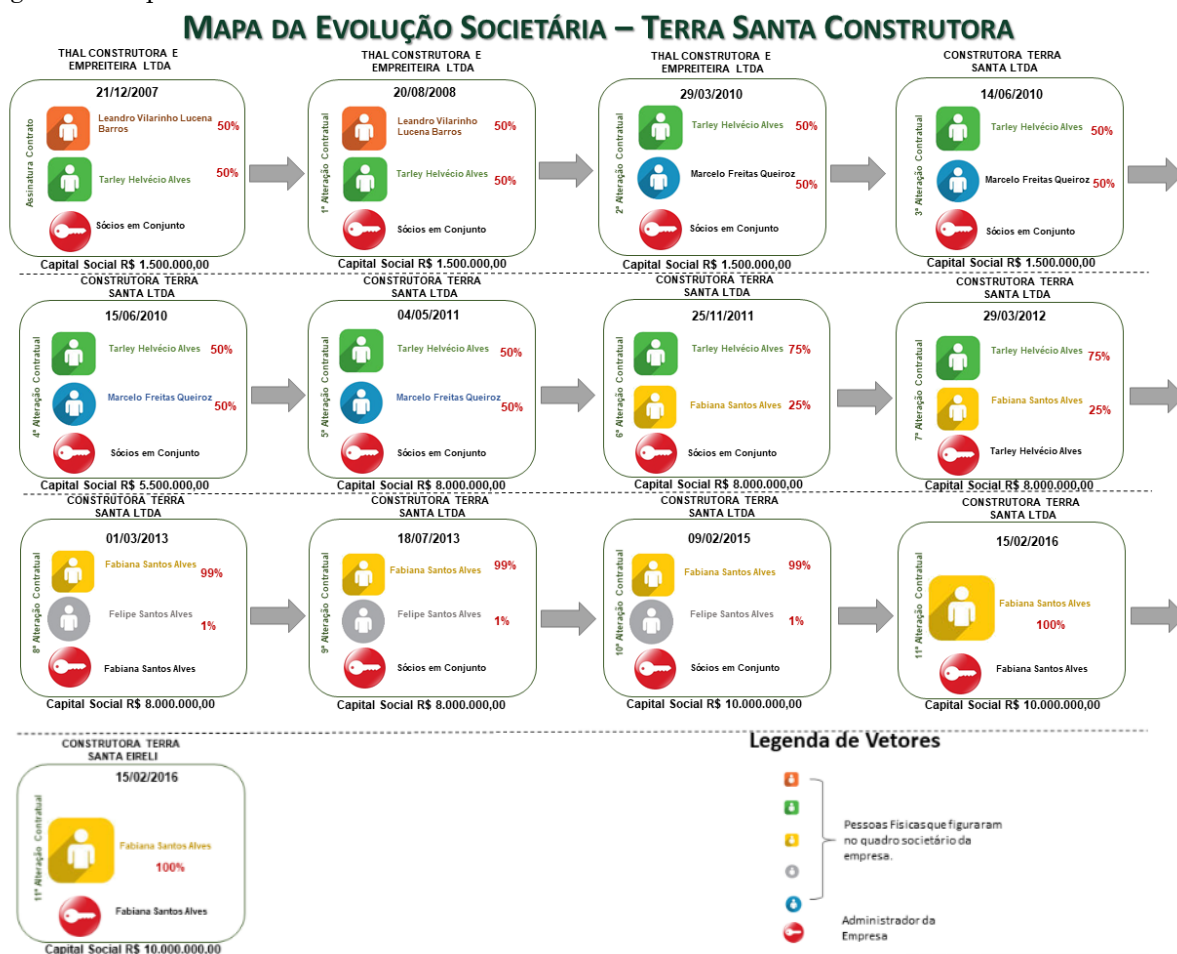 MAPA DA EVOLUÇÃO SOCIETÁRIA – TERRA SANTA CONSTRUTORA
THAL CONSTRUTORA E
EMPREITEIRA LTDA
21/12/2007
Assinatura Contrato
Leandro Vilarinho Lucena
Barros
50%
Tarley Helvécio Alves
50%
Sócios em Conjunto
Capital Social R$ 1.500.000,00
THAL CONSTRUTORA E
EMPREITEIRA LTDA
20/08/2008
1ª Alteração Contratual
Leandro Vilarinho
Lucena Barros
50%
Tarley Helvécio Alves
50%
Sócios em Conjunto
Capital Social R$ 1.500.000,00
THAL CONSTRUTORA E
EMPREITEIRA LTDA
29/03/2010
2ª Alteração Contratual
Tarley Helvécio Alves
50%
Marcelo Freitas Queiroz
50%
Sócios em Conjunto
Capital Social R$ 1.500.000,00
CONSTRUTORA TERRA
SANTA LTDA
14/06/2010
3ª Alteração Contratual
Tarley Helvécio Alves
50%
Marcelo Freitas Queiroz
50%
Sócios em Conjunto
Capital Social R$ 1.500.000,00
CONSTRUTORA TERRA
SANTA LTDA
15/06/2010
4ª Alteração Contratual
Tarley Helvécio Alves
50%
Marcelo Freitas Queiroz
50%
Sócios em Conjunto
Capital Social R$ 5.500.000,00
CONSTRUTORA TERRA
SANTA LTDA
04/05/2011
5ª Alteração Contratual
Tarley Helvécio Alves
50%
Marcelo Freitas Queiroz
50%
Sócios em Conjunto
Capital Social R$ 8.000.000,00
CONSTRUTORA TERRA
SANTA LTDA
25/11/2011
6ª Alteração Contratual
Tarley Helvécio Alves
75%
Fabiana Santos Alves
25%
Sócios em Conjunto
Capital Social R$ 8.000.000,00
CONSTRUTORA TERRA
SANTA LTDA
29/03/2012
7ª Alteração Contratual
Tarley Helvécio Alves
75%
Fabiana Santos Alves
25%
Tarley Helvécio Alves
Capital Social R$ 8.000.000,00
CONSTRUTORA TERRA
SANTA LTDA
01/03/2013
8ª Alteração Contratual
Fabiana Santos Alves
99%
Felipe Santos Alves
1%
Fabiana Santos Alves
Capital Social R$ 8.000.000,00
CONSTRUTORA TERRA
SANTA LTDA
18/07/2013
9ª Alteração Contratual
Fabiana Santos Alves
99%
Felipe Santos Alves
1%
Sócios em Conjunto
Capital Social R$ 8.000.000,00
CONSTRUTORA TERRA
SANTA LTDA
09/02/2015
10ª Alteração Contratual
Fabiana Santos Alves
99%
Felipe Santos Alves
1%
Sócios em Conjunto
Capital Social R$ 10.000.000,00
CONSTRUTORA TERRA
SANTA LTDA
15/02/2016
11ª Alteração Contratual
Fabiana Santos Alves
100%
Fabiana Santos Alves
Capital Social R$ 10.000.000,00
CONSTRUTORA TERRA
SANTA EIRELI
15/02/2016
11ª Alteração Contratual
Fabiana Santos Alves
100%
Fabiana Santos Alves
Capital Social R$ 10.000.000,00
Legenda de Vetores
Pessoas Físicas que figuraram
no quadro societário da
empresa.
Administrador da
Empresa